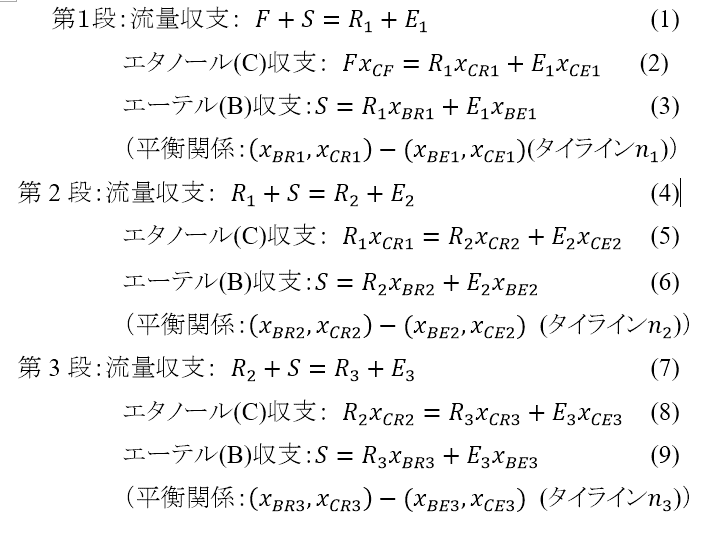 第1段：流量収支： F + S = R₁ + E₁ (1)
エタノール(C)収支： Fx_CF = R₁x_CR1 + E₁x_CE1 (2)
エーテル(B)収支：S = R₁x_BR1 + E₁x_BE1 (3)
（平衡関係：(x_BR1, x_CR1) − (x_BE1, x_CE1)(タイラインn₁)）
第２段：流量収支： R₁ + S = R₂ + E₂ (4)
エタノール(C)収支： R₁x_CR1 = R₂x_CR2 + E₂x_CE2 (5)
エーテル(B)収支：S = R₂x_BR2 + E₂x_BE2 (6)
（平衡関係：(x_BR2, x_CR2) − (x_BE2, x_CE2) (タイラインn₂)）
第３段：流量収支： R₂ + S = R₃ + E₃ (7)
エタノール(C)収支： R₂x_CR2 = R₃x_CR3 + E₃x_CE3 (8)
エーテル(B)収支：S = R₃x_BR3 + E₃x_BE3 (9)
（平衡関係：(x_BR3, x_CR3) − (x_BE3, x_CE3) (タイラインn₃)）